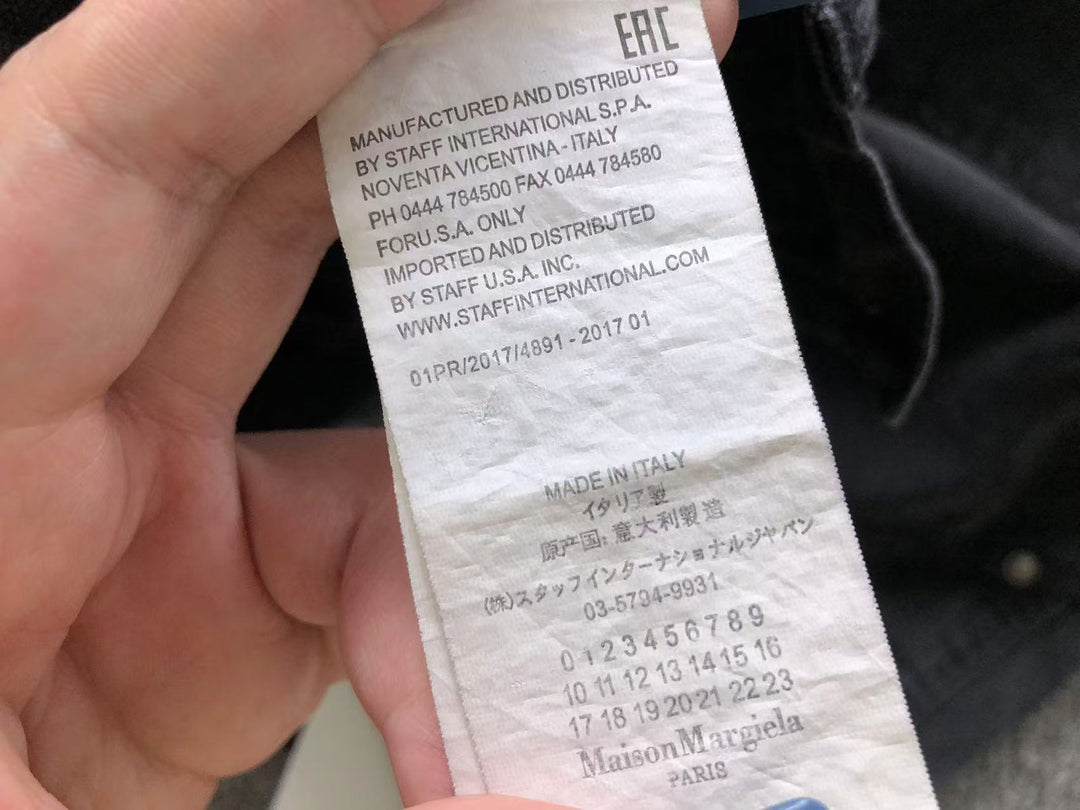 EAC
MANUFACTURED AND DISTRIBUTED
BY STAFF INTERNATIONAL S.P.A.
NOVENTA VICENTINA - ITALY
PH 0444 784500 FAX 0444 784580
FOR U.S.A. ONLY
IMPORTED AND DISTRIBUTED
BY STAFF U.S.A. INC.
WWW.STAFFINTERNATIONAL.COM
01PR/2017/4891 - 2017 01
MADE IN ITALY
イタリア製
原产国: 意大利製造
(株)スタッフインターナショナルジャパン
03-5794-9931
0 1 2 3 4 5 6 7 8 9
10 11 12 13 14 15 16
17 18 19 20 21 22 23
Maison Margiela
PARIS